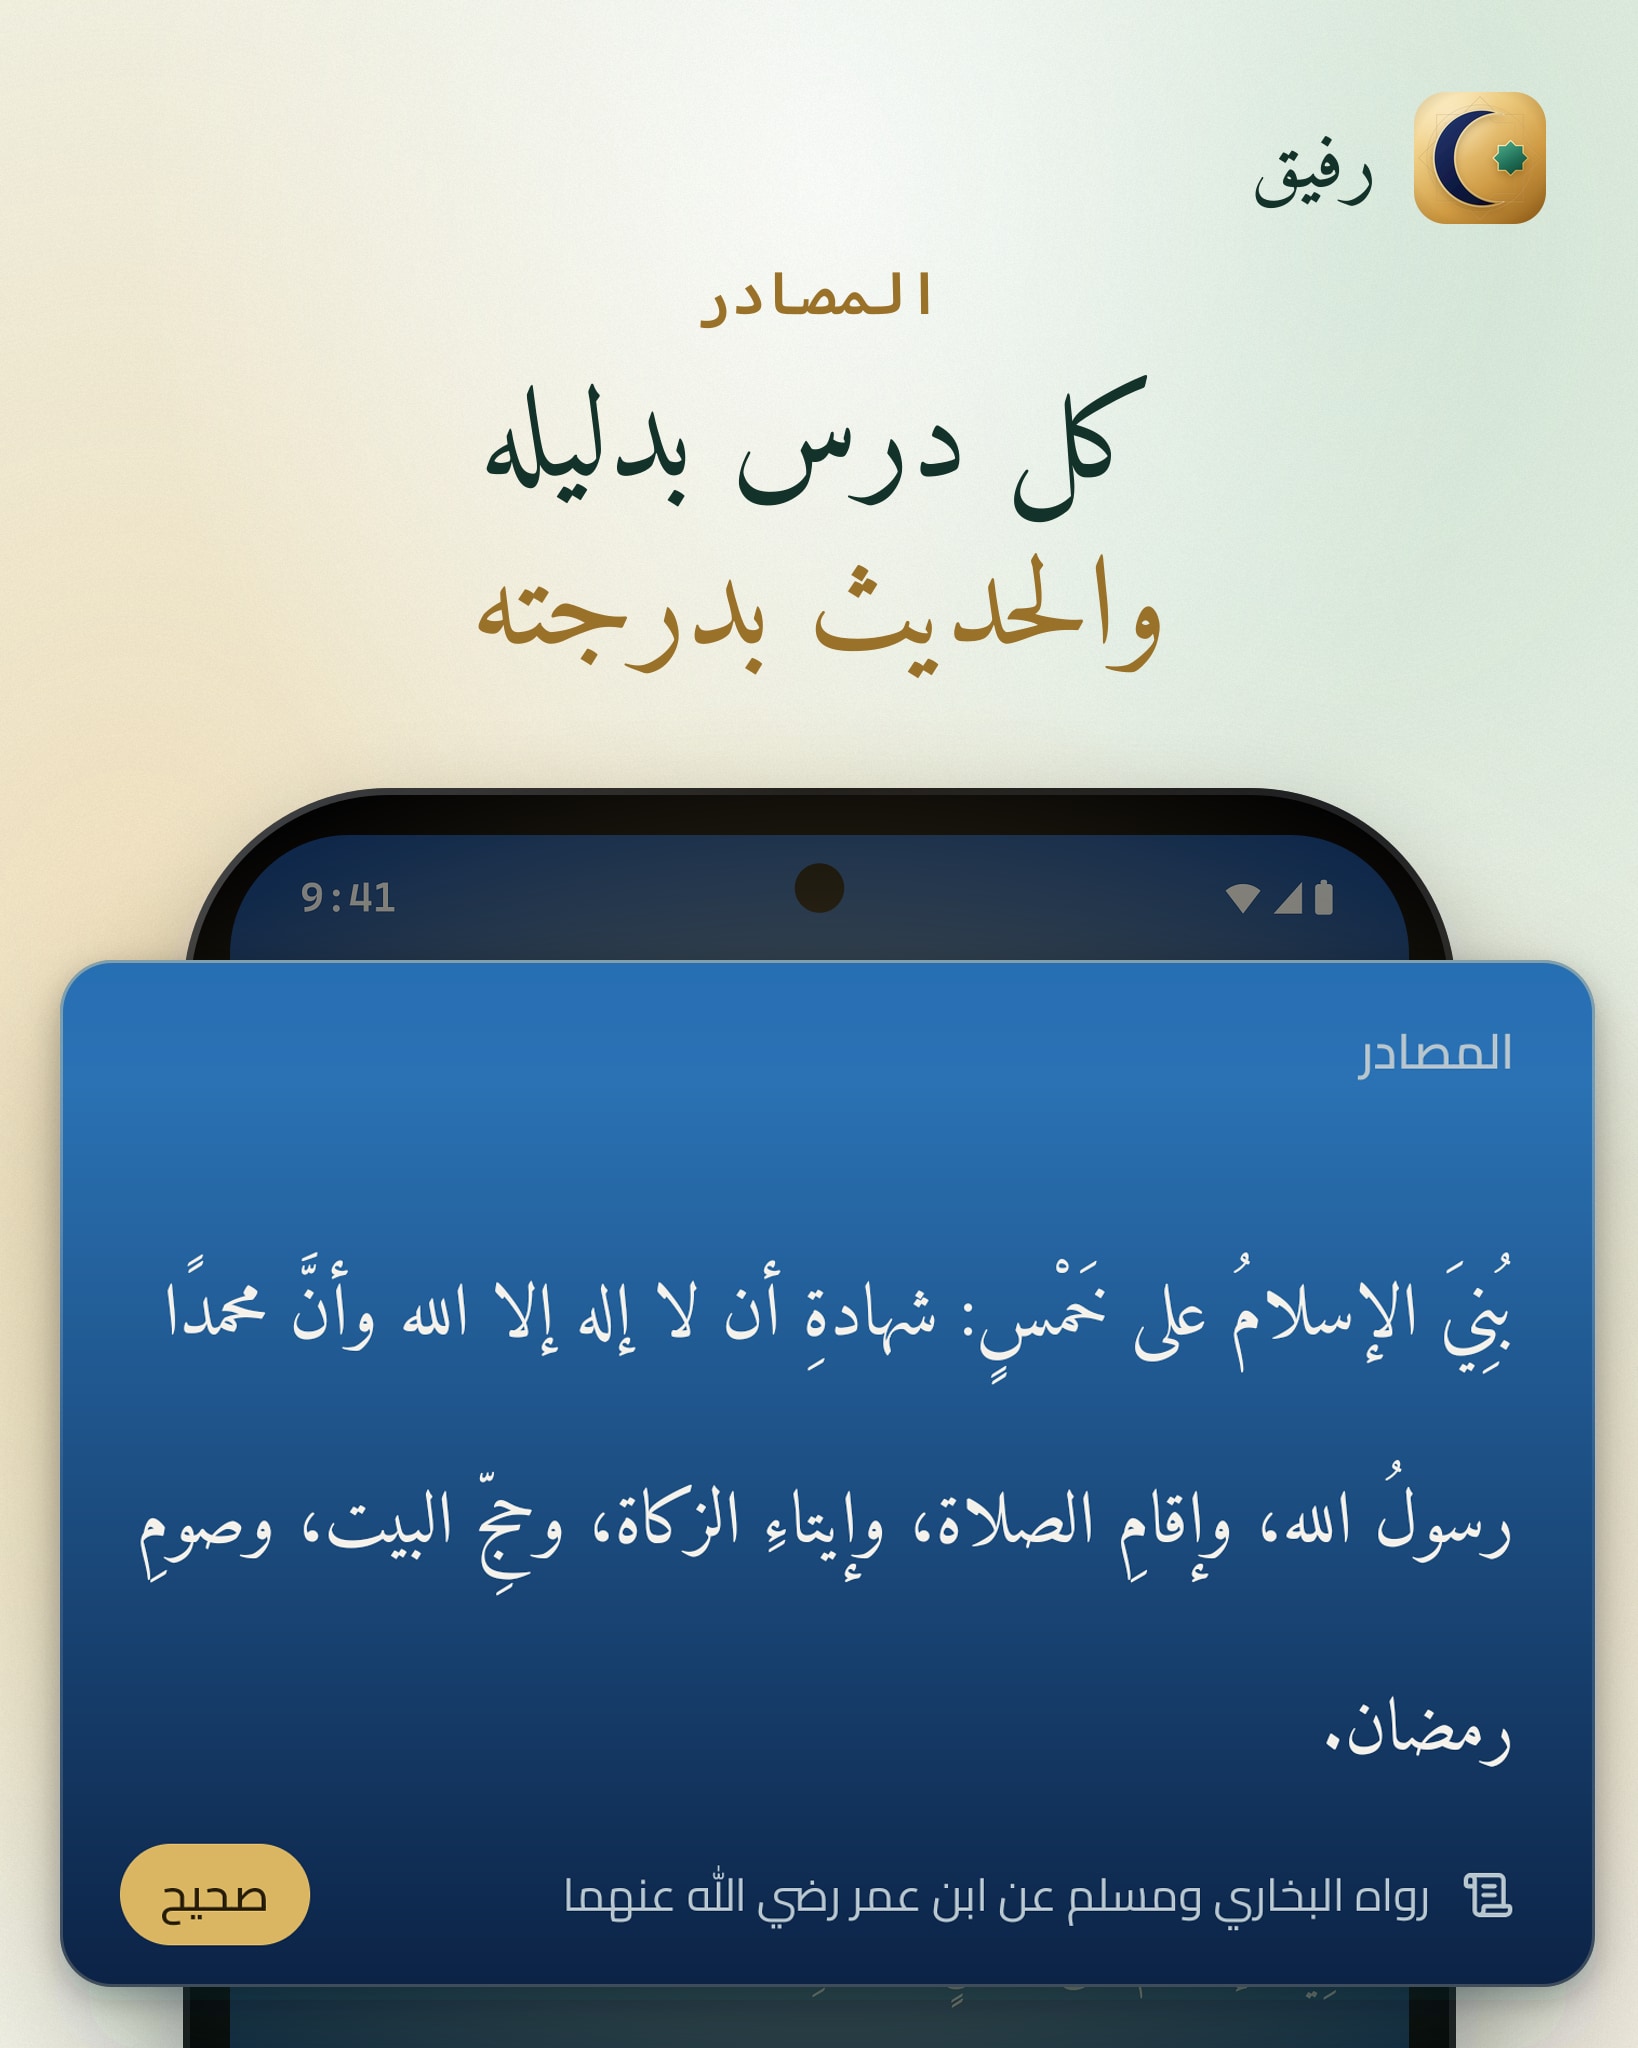 رفيق
المصادر
كل درس بدليله
والحديث بدرجته
9:41
المصادر
بُنِيَ الإسلامُ على خَمْسٍ: شهادةِ أن لا إله إلا الله وأنَّ محمدًا
رسولُ الله، وإقامِ الصلاة، وإيتاءِ الزكاة، وحجِّ البيت، وصومِ
رمضان.
رواه البخاري ومسلم عن ابن عمر رضي الله عنهما
صحيح